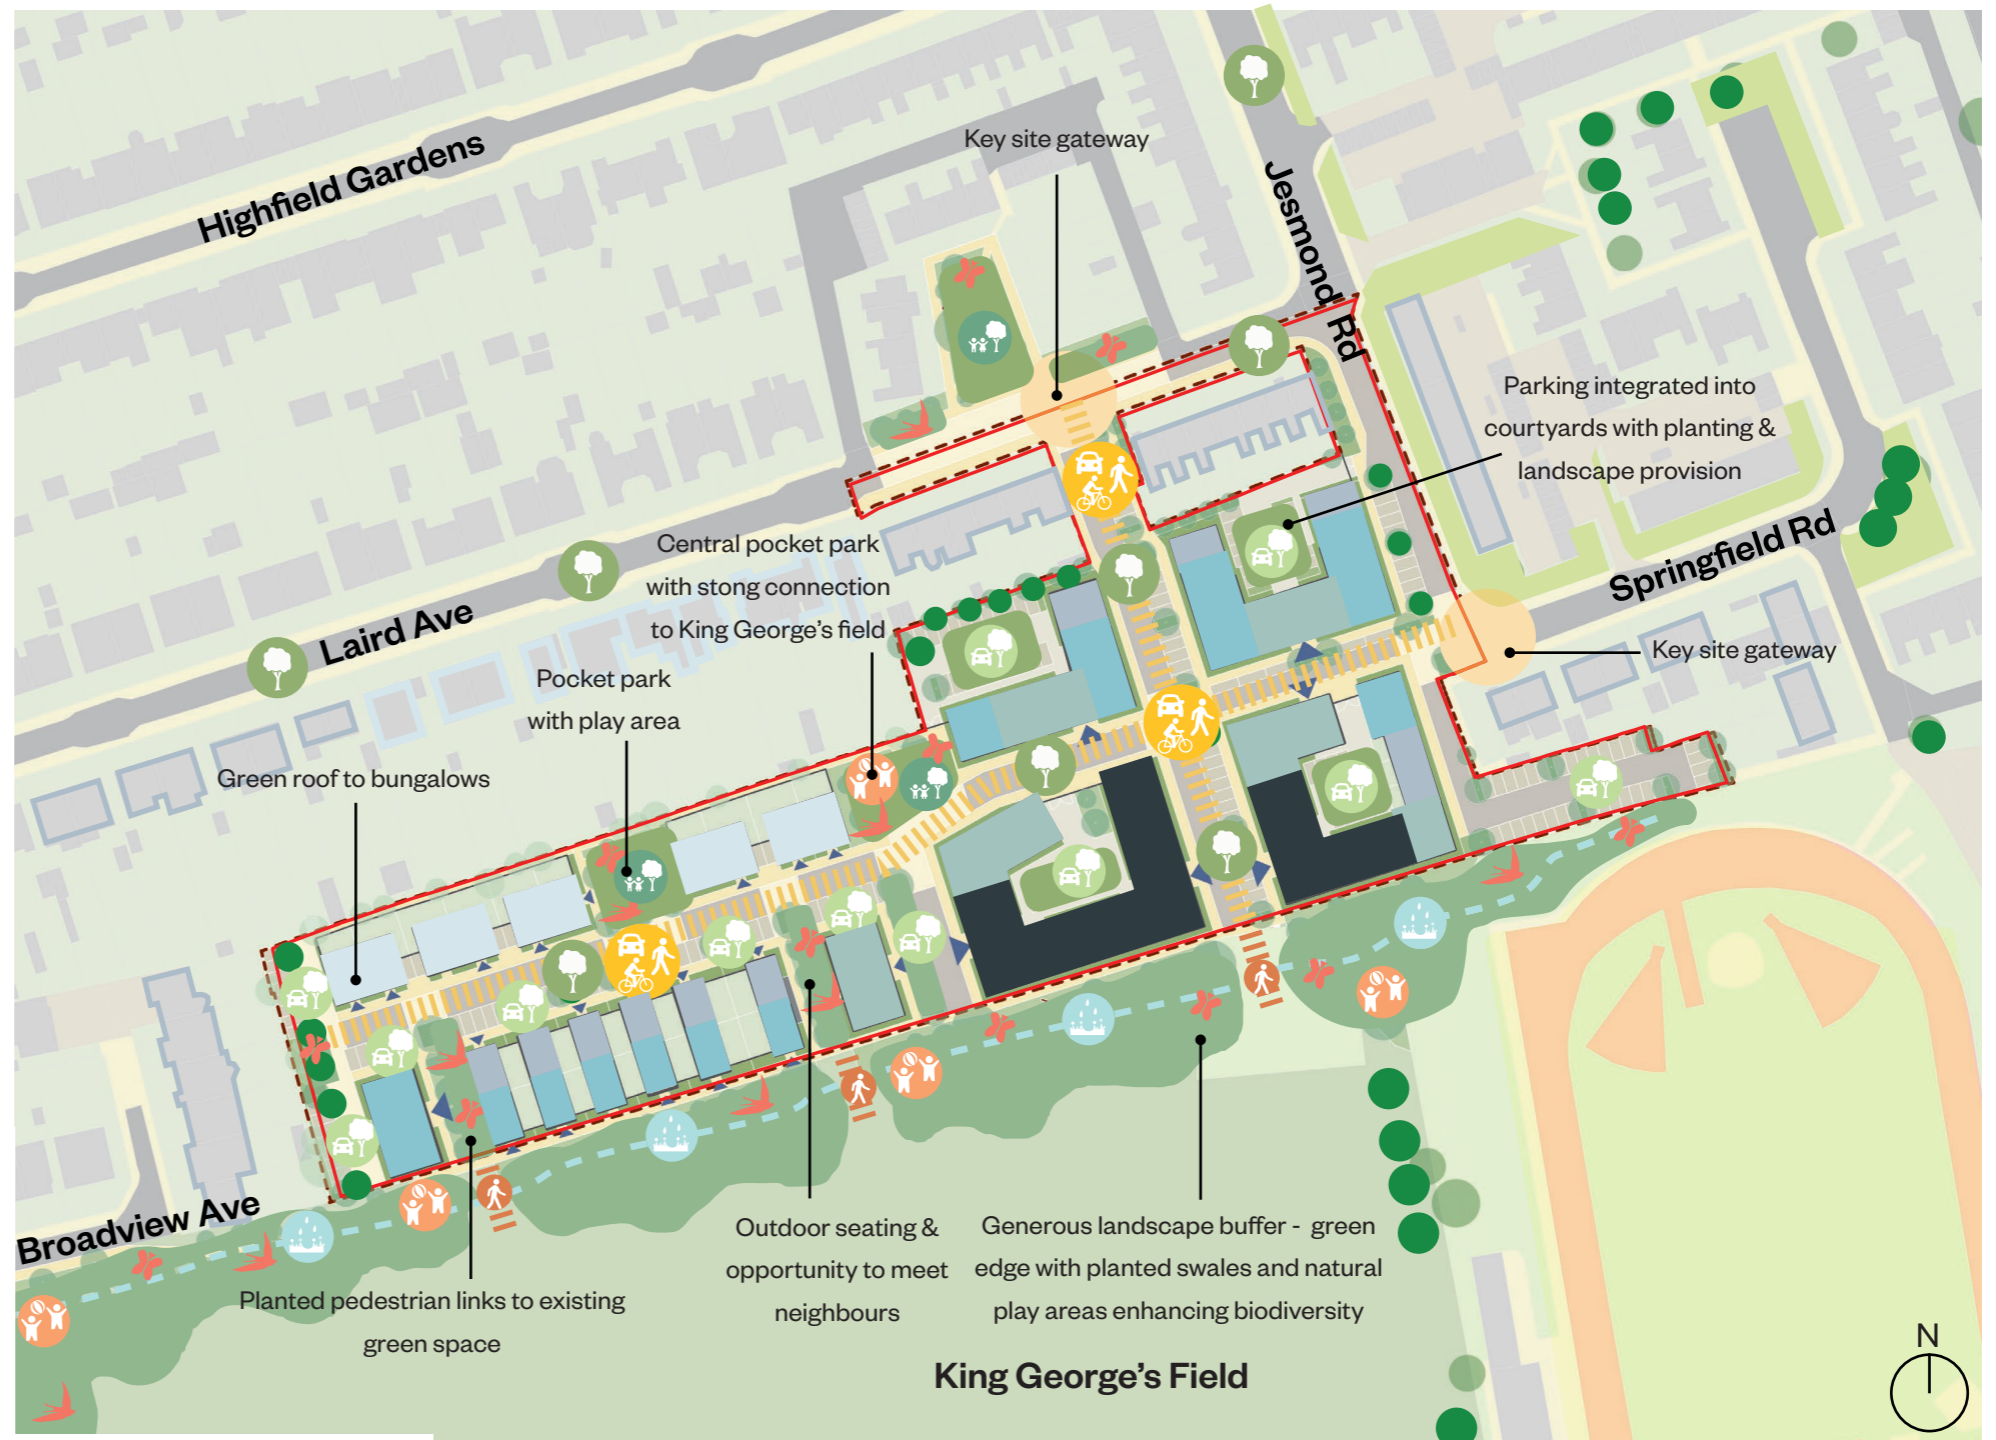 Key site gateway
Highfield Gardens
Jesmond Rd
Parking integrated into
courtyards with planting &
landscape provision
Central pocket park
with stong connection
to King George's field
Springfield Rd
Laird Ave
Key site gateway
Pocket park
with play area
Green roof to bungalows
Broadview Ave
Outdoor seating &
opportunity to meet
neighbours
Generous landscape buffer - green
edge with planted swales and natural
play areas enhancing biodiversity
Planted pedestrian links to existing
green space
King George's Field
N